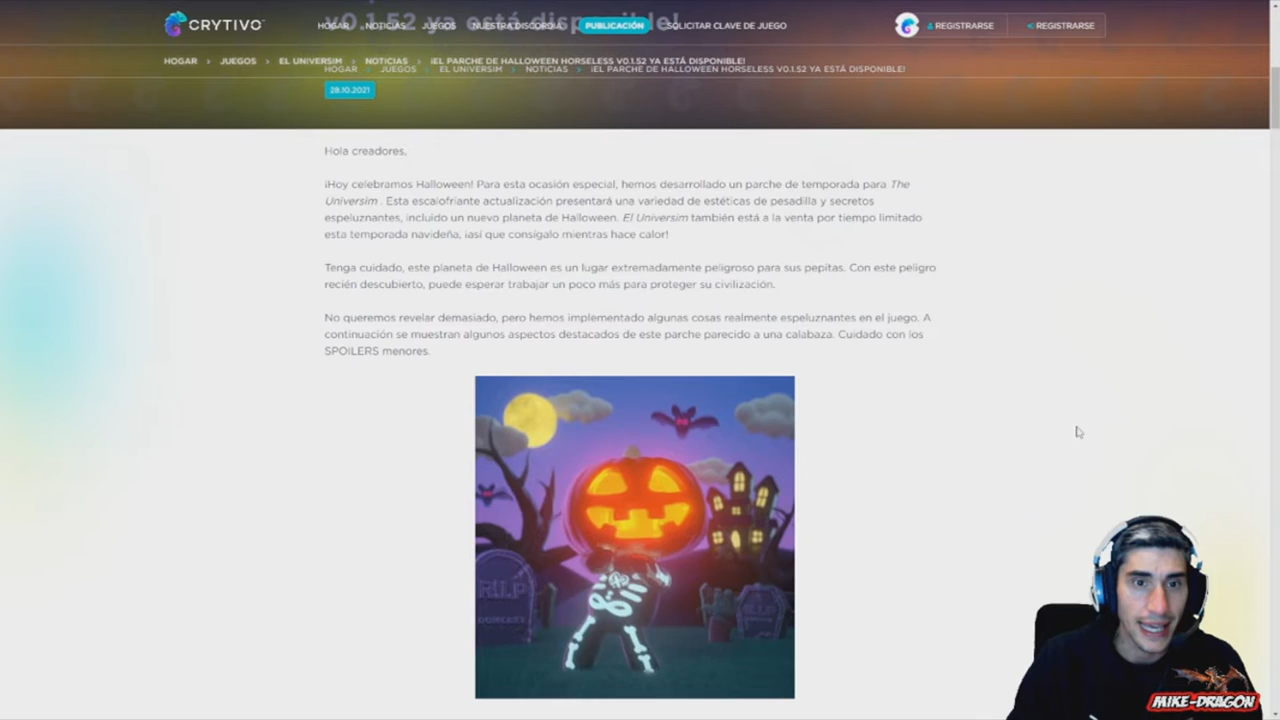 v0.1.52 ya está disponible!
CRYTIVO
HOGAR NOTICIAS JUEGOS NUESTRA DISCORDIA PUBLICACIÓN SOLICITAR CLAVE DE JUEGO REGISTRARSE REGISTRARSE
HOGAR > JUEGOS > EL UNIVERSIM > NOTICIAS > ¡EL PARCHE DE HALLOWEEN HORSELESS V0.1.52 YA ESTÁ DISPONIBLE!
HOGAR > JUEGOS > EL UNIVERSIM > NOTICIAS > ¡EL PARCHE DE HALLOWEEN HORSELESS V0.1.52 YA ESTÁ DISPONIBLE!
28.10.2021
Hola creadores,
¡Hoy celebramos Halloween! Para esta ocasión especial, hemos desarrollado un parche de temporada para The
Universim . Esta escalofriante actualización presentará una variedad de estéticas de pesadilla y secretos
espeluznantes, incluido un nuevo planeta de Halloween. El Universim también está a la venta por tiempo limitado
esta temporada navideña, ¡así que consígalo mientras hace calor!
Tenga cuidado, este planeta de Halloween es un lugar extremadamente peligroso para sus pepitas. Con este peligro
recién descubierto, puede esperar trabajar un poco más para proteger su civilización.
No queremos revelar demasiado, pero hemos implementado algunas cosas realmente espeluznantes en el juego. A
continuación se muestran algunos aspectos destacados de este parche parecido a una calabaza. Cuidado con los
SPOILERS menores.
R.I.P
MIKE-DRAGON